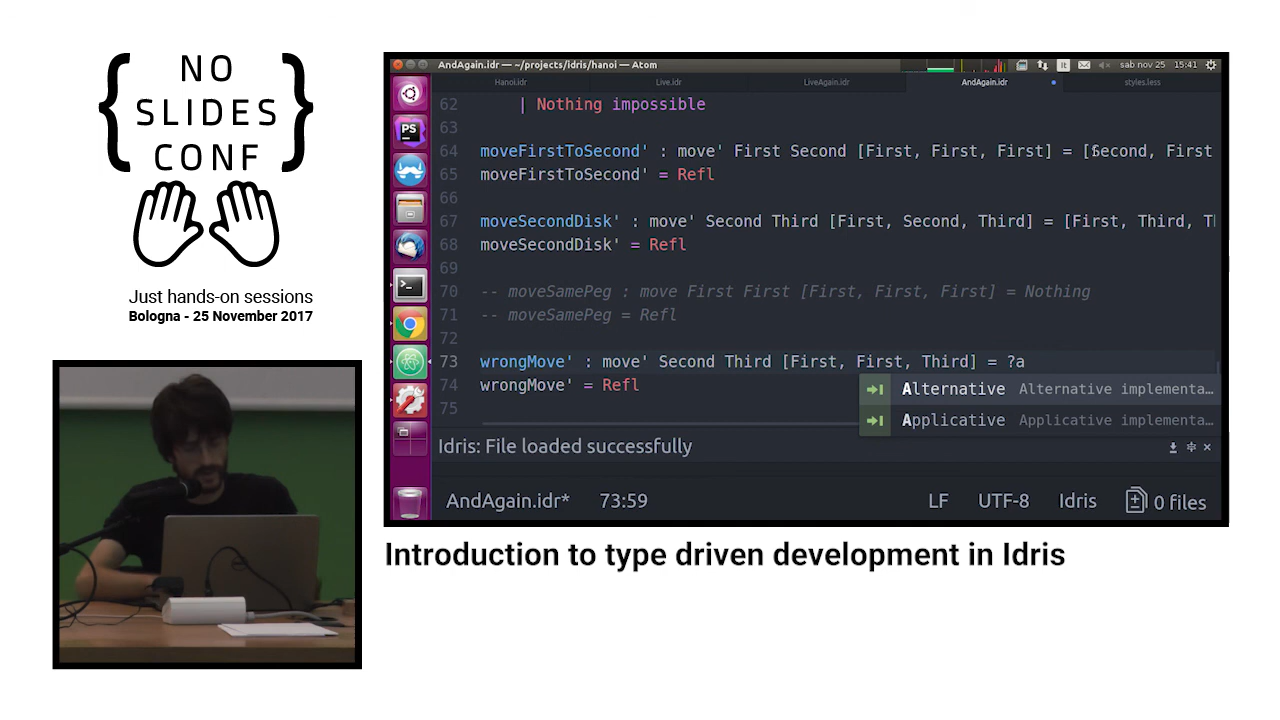 NO
SLIDES
CONF
Just hands-on sessions
Bologna - 25 November 2017
AndAgain.idr — ~/projects/idris/hanoi — Atom
It
sab nov 25 15:41
Hanoi.idr Live.idr LiveAgain.idr AndAgain.idr styles.less
PS
62 | Nothing impossible
63
64 moveFirstToSecond' : move' First Second [First, First, First] = [Second, First
65 moveFirstToSecond' = Refl
66
67 moveSecondDisk' : move' Second Third [First, Second, Third] = [First, Third, T
68 moveSecondDisk' = Refl
69
70 -- moveSamePeg : move First First [First, First, First] = Nothing
71 -- moveSamePeg = Refl
72
73 wrongMove' : move' Second Third [First, First, Third] = ?a
74 wrongMove' = Refl
Alternative Alternative implementa…
75
Applicative Applicative implementa…
Idris: File loaded successfully
AndAgain.idr* 73:59 LF UTF-8 Idris 0 files
Introduction to type driven development in Idris